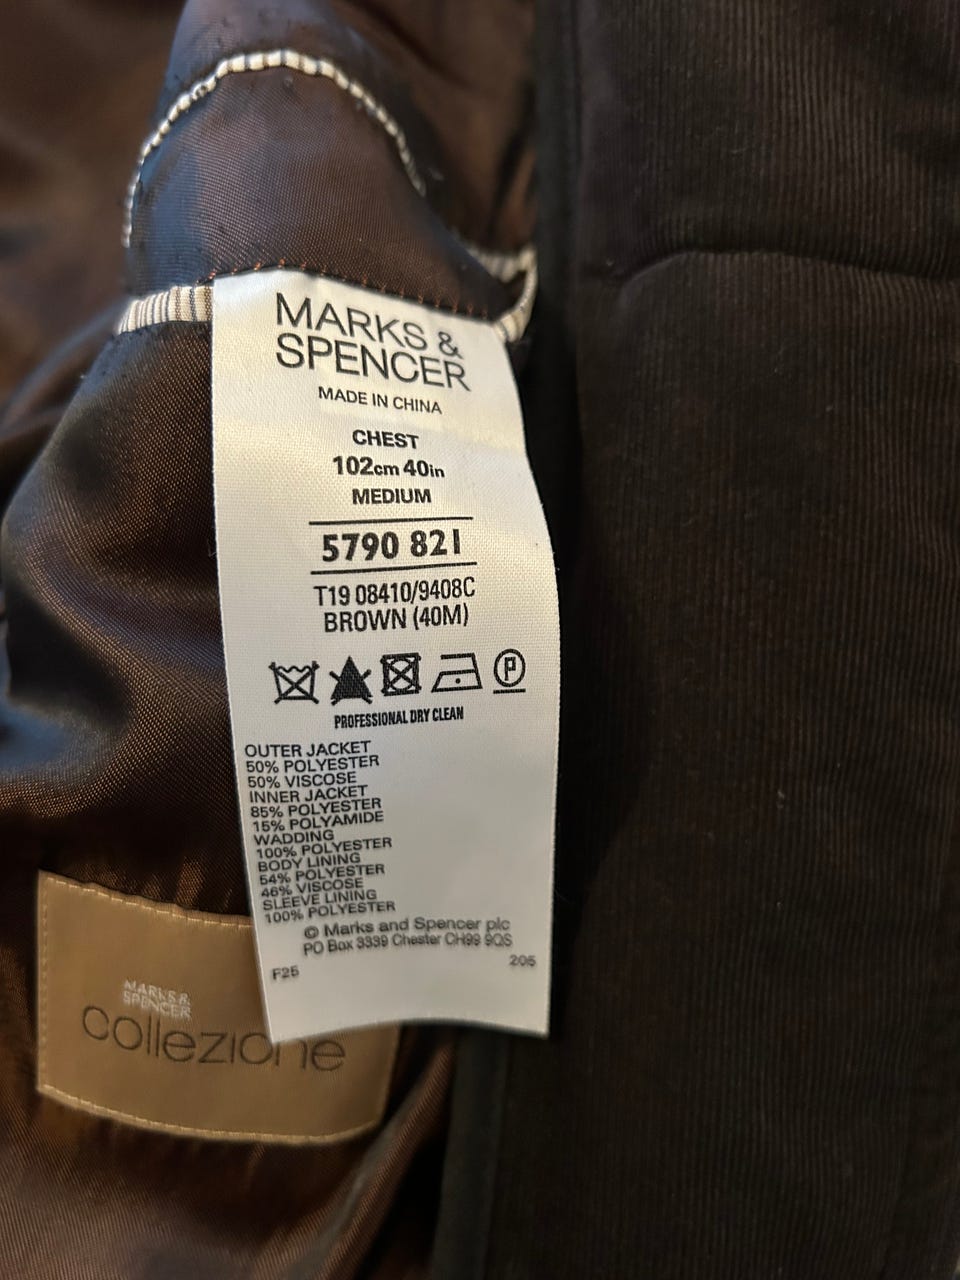 MARKS &
SPENCER
MADE IN CHINA
CHEST
102cm 40in
MEDIUM
5790 821
T19 08410/9408C
BROWN (40M)
P
PROFESSIONAL DRY CLEAN
OUTER JACKET
50% POLYESTER
50% VISCOSE
INNER JACKET
85% POLYESTER
15% POLYAMIDE
WADDING
100% POLYESTER
BODY LINING
54% POLYESTER
46% VISCOSE
SLEEVE LINING
100% POLYESTER
© Marks and Spencer plc
PO Box 3339 Chester CH99 9QS
F25 205
MARKS &
SPENCER
collezione